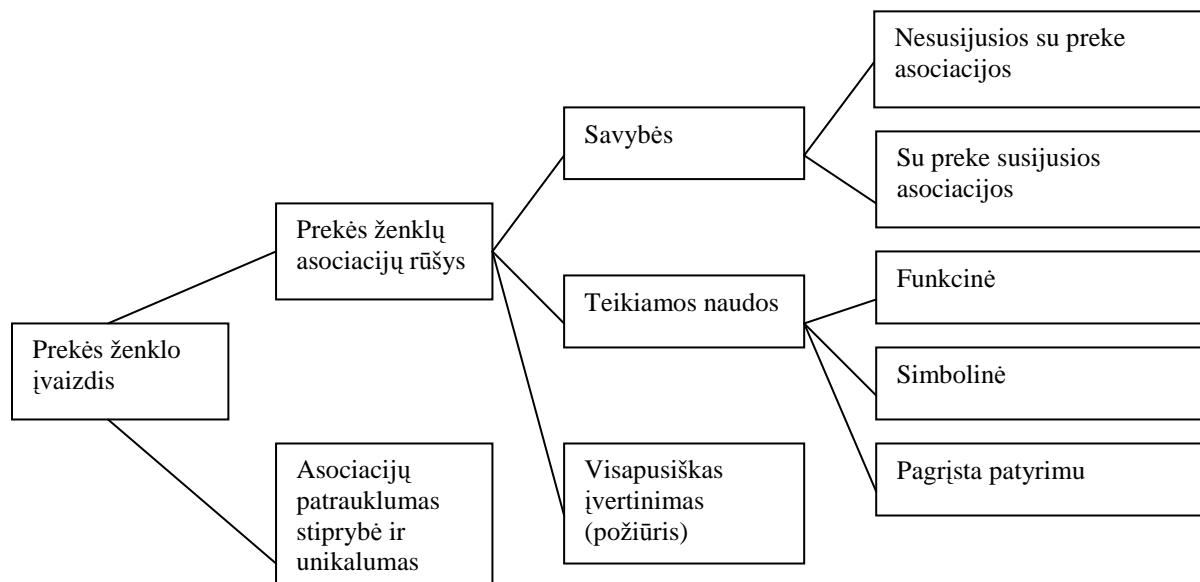 Nesusijusios su preke
asociacijos
Savybės
Su preke susijusios
asociacijos
Prekės ženklų
asociacijų rūšys
Funkcinė
Teikiamos naudos
Prekės ženklo
įvaizdis
Simbolinė
Asociacijų
patrauklumas
stiprybė ir
unikalumas
Visapusiškas
įvertinimas
(požiūris)
Pagrįsta patyrimu